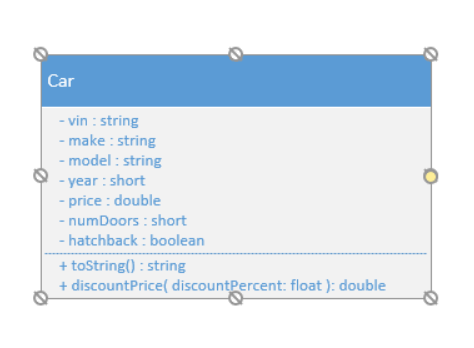 Car
- vin : string
- make : string
- model : string
- year : short
- price : double
- numDoors : short
- hatchback : boolean
+ toString() : string
+ discountPrice( discountPercent: float ): double